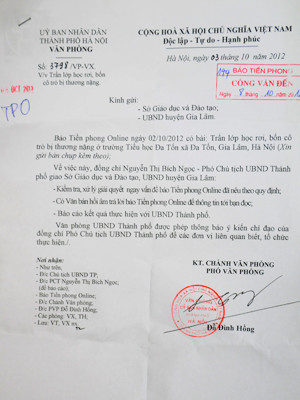 ỦY BAN NHÂN DÂN
THÀNH PHỐ HÀ NỘI
VĂN PHÒNG
CỘNG HOÀ XÃ HỘI CHỦ NGHĨA VIỆT NAM
Độc lập - Tự do - Hạnh phúc
Số: 3798 /VP-VX
V/v Trần lớp học rơi, bốn
cô trò bị thương nặng.
Hà Nội, ngày 03 tháng 10 năm 2012
BÁO TIỀN PHONG
CÔNG VĂN ĐẾN
TPO
Kính gửi:
- Sở Giáo dục và Đào tạo;
- UBND huyện Gia Lâm.
Báo Tiền phong Online ngày 02/10/2012 có bài: Trần lớp học rơi, bốn
cô trò bị thương nặng ở trường Tiểu học Đa Tốn xã Đa Tốn, Gia Lâm, Hà Nội (Xin
gửi bản chụp kèm theo);
Về việc này, đồng chí Nguyễn Thị Bích Ngọc - Phó Chủ tịch UBND Thành
phố giao Sở Giáo dục và Đào tạo, UBND huyện Gia Lâm:
- Kiểm tra, xử lý giải quyết ngay vấn đề báo Tiền phong Online đã nêu theo quy định;
- Có Văn bản hồi âm trả lời báo Tiền phong Online để thông tin tới bạn đọc;
- Báo cáo kết quả thực hiện với UBND Thành phố.
Văn phòng UBND Thành phố được phép thông báo ý kiến chỉ đạo của
đồng chí Phó Chủ tịch UBND Thành phố để các đơn vị liên quan biết, tổ chức
thực hiện./.
Nơi nhận:
- Như trên;
- Đ/c Chủ tịch UBND TP;
- Đ/c PCT Nguyễn Thị Bích Ngọc;
(để báo cáo)
- Báo Tiền phong Online;
- Đ/c Chánh Văn phòng;
- Đ/c PVP Đỗ Đình Hồng;
- Các phòng: VX, TH;
- Lưu: VT, VX
KT. CHÁNH VĂN PHÒNG
PHÓ VĂN PHÒNG
Đỗ Đình Hồng